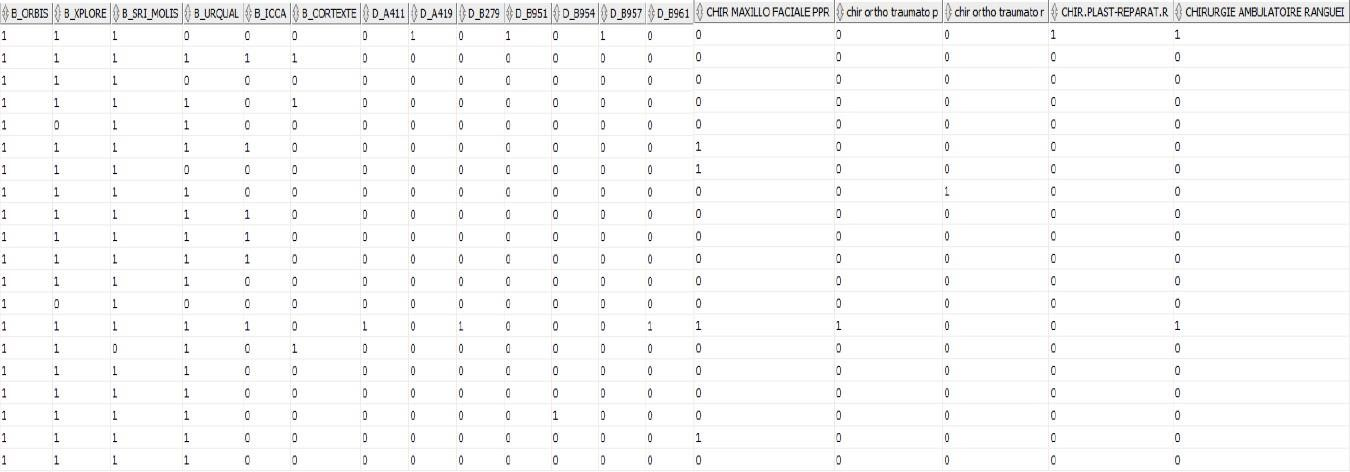 B_ORBIS B_XPLORE B_SRI_MOLIS B_URQUAL B_ICCA B_CORTEXTE D_A411 D_A419 D_B279 D_B951 D_B954 D_B957 D_B961 CHIR MAXILLO FACIALE PPR chir ortho traumato p chir ortho traumato r CHIR.PLAST-REPARAT.R CHIRURGIE AMBULATOIRE RANGUEI
1 1 1 0 0 0 0 1 0 1 0 1 0 0 0 0 1 1
1 1 1 1 1 1 0 0 0 0 0 0 0 0 0 0 0 0
1 1 1 0 0 0 0 0 0 0 0 0 0 0 0 0 0 0
1 1 1 1 0 1 0 0 0 0 0 0 0 0 0 0 0 0
1 0 1 1 0 0 0 0 0 0 0 0 0 0 0 0 0 0
1 1 1 1 1 0 0 0 0 0 0 0 0 1 0 0 0 0
1 1 1 0 0 0 0 0 0 0 0 0 0 1 0 0 0 0
1 1 1 1 0 0 0 0 0 0 0 0 0 0 0 1 0 0
1 1 1 1 1 0 0 0 0 0 0 0 0 0 0 0 0 0
1 1 1 1 1 0 0 0 0 0 0 0 0 0 0 0 0 0
1 1 1 1 1 0 0 0 0 0 0 0 0 0 0 0 0 0
1 1 1 1 0 0 0 0 0 0 0 0 0 0 0 0 0 0
1 0 1 0 0 0 0 0 0 0 0 0 0 0 0 0 0 0
1 1 1 1 1 0 1 0 1 0 0 0 1 1 1 0 0 1
1 1 0 1 0 1 0 0 0 0 0 0 0 0 0 0 0 0
1 1 1 1 0 0 0 0 0 0 0 0 0 0 0 0 0 0
1 1 1 1 0 0 0 0 0 0 0 0 0 0 0 0 0 0
1 1 1 1 0 0 0 0 0 0 1 0 0 0 0 0 0 0
1 1 1 1 0 0 0 0 0 0 0 0 0 1 0 0 0 0
1 1 1 1 0 0 0 0 0 0 0 0 0 0 0 0 0 0